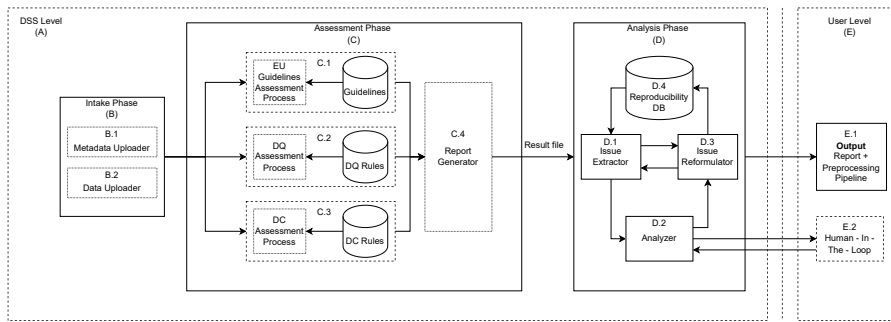 DSS Level
(A)
Intake Phase
(B)
B.1
Metadata Uploader
B.2
Data Uploader
Assessment Phase
(C)
C.1
EU
Guidelines
Assessment
Process
Guidelines
C.2
DQ
Assessment
Process
DQ Rules
C.3
DC
Assessment
Process
DC Rules
C.4
Report
Generator
Result file
Analysis Phase
(D)
D.4
Reproducibility
DB
D.1
Issue
Extractor
D.3
Issue
Reformulator
D.2
Analyzer
User Level
(E)
E.1
Output
Report +
Preprocessing
Pipeline
E.2
Human - In -
The - Loop